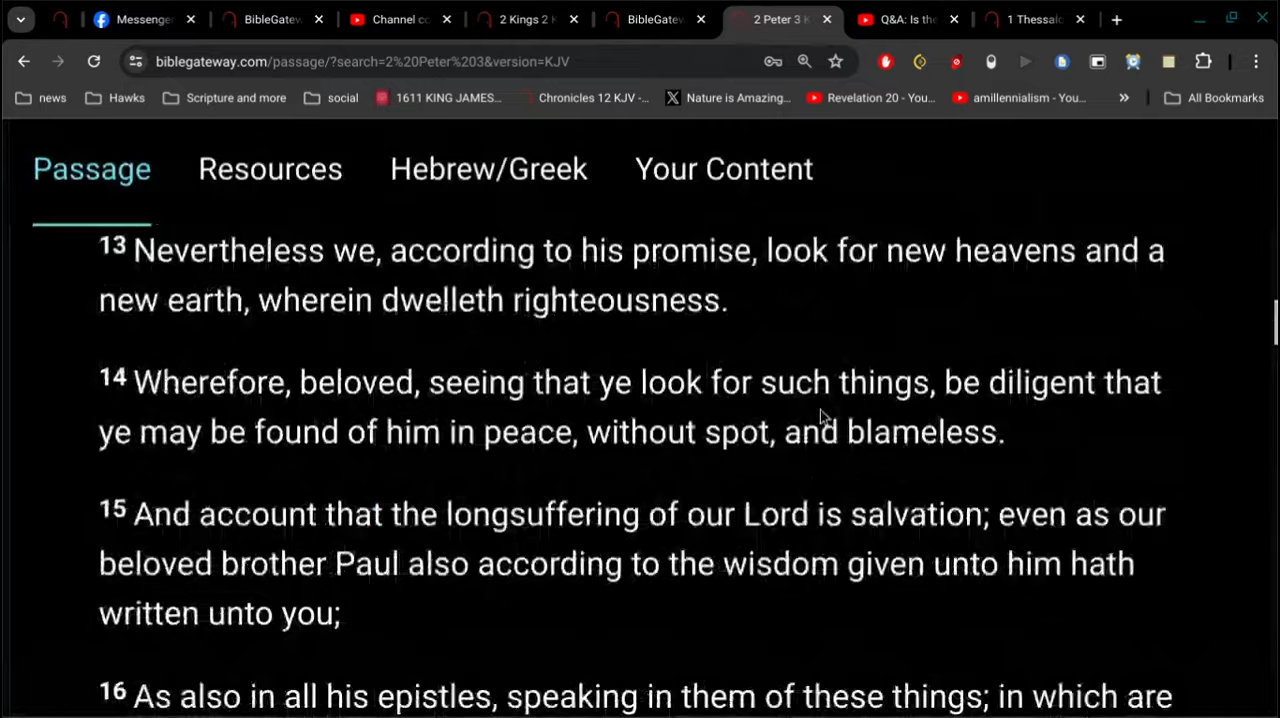 Messenger
BibleGatew
Channel co
2 Kings 2 K
BibleGatew
2 Peter 3 K
Q&A: Is the
1 Thessalo
biblegateway.com/passage/?search=2%20Peter%203&version=KJV
news
Hawks
Scripture and more
social
1611 KING JAMES...
Chronicles 12 KJV -...
Nature is Amazing...
Revelation 20 - You...
amillennialism - You...
All Bookmarks
Passage Resources Hebrew/Greek Your Content
13 Nevertheless we, according to his promise, look for new heavens and a
new earth, wherein dwelleth righteousness.
14 Wherefore, beloved, seeing that ye look for such things, be diligent that
ye may be found of him in peace, without spot, and blameless.
15 And account that the longsuffering of our Lord is salvation; even as our
beloved brother Paul also according to the wisdom given unto him hath
written unto you;
16 As also in all his epistles, speaking in them of these things; in which are